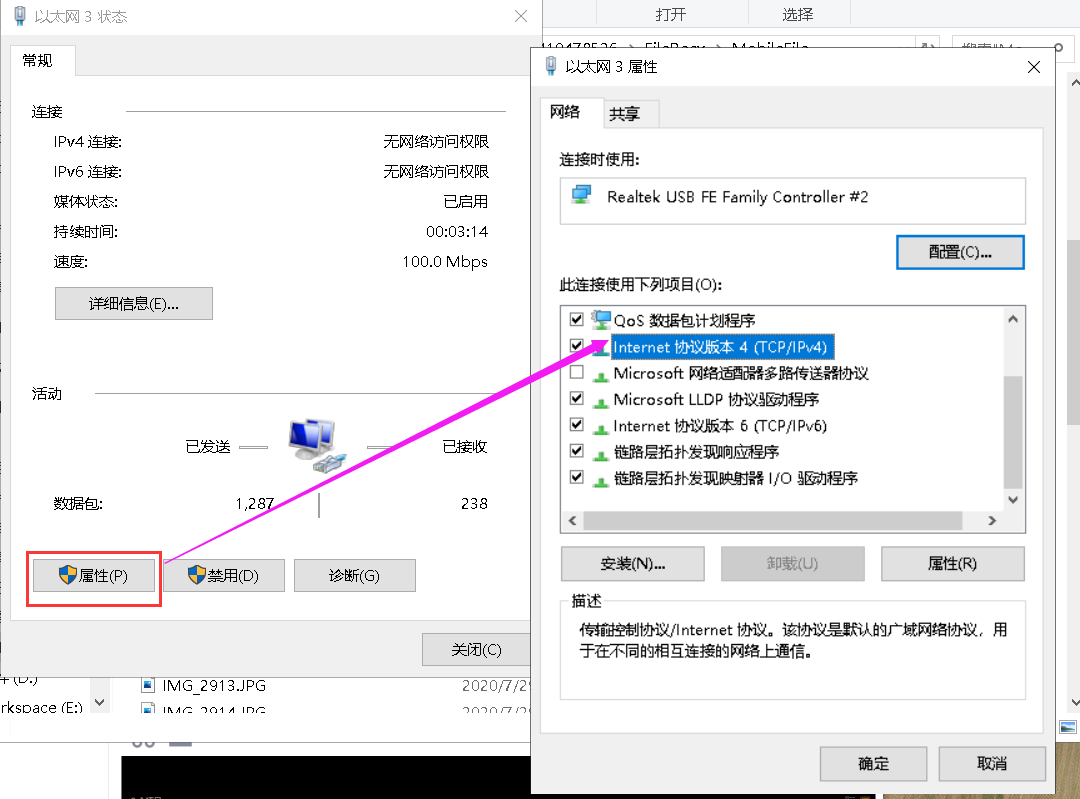 以太网 3 状态
打开
选择
常规
连接
IPv4 连接:
无网络访问权限
IPv6 连接:
无网络访问权限
媒体状态:
已启用
持续时间:
00:03:14
速度:
100.0 Mbps
详细信息(E)...
活动
已发送
已接收
数据包:
1,287
238
属性(P)
禁用(D)
诊断(G)
关闭(C)
(D:)
rkspace (E:)
IMG_2913.JPG
2020/7/2
IMG_2914.JPG
2020/7/2
以太网 3 属性
网络
共享
连接时使用:
Realtek USB FE Family Controller #2
配置(C)...
此连接使用下列项目(O):
QoS 数据包计划程序
Internet 协议版本 4 (TCP/IPv4)
Microsoft 网络适配器多路传送器协议
Microsoft LLDP 协议驱动程序
Internet 协议版本 6 (TCP/IPv6)
链路层拓扑发现响应程序
链路层拓扑发现映射器 I/O 驱动程序
安装(N)...
卸载(U)
属性(R)
描述
传输控制协议/Internet 协议。该协议是默认的广域网络协议，用
于在不同的相互连接的网络上通信。
确定
取消